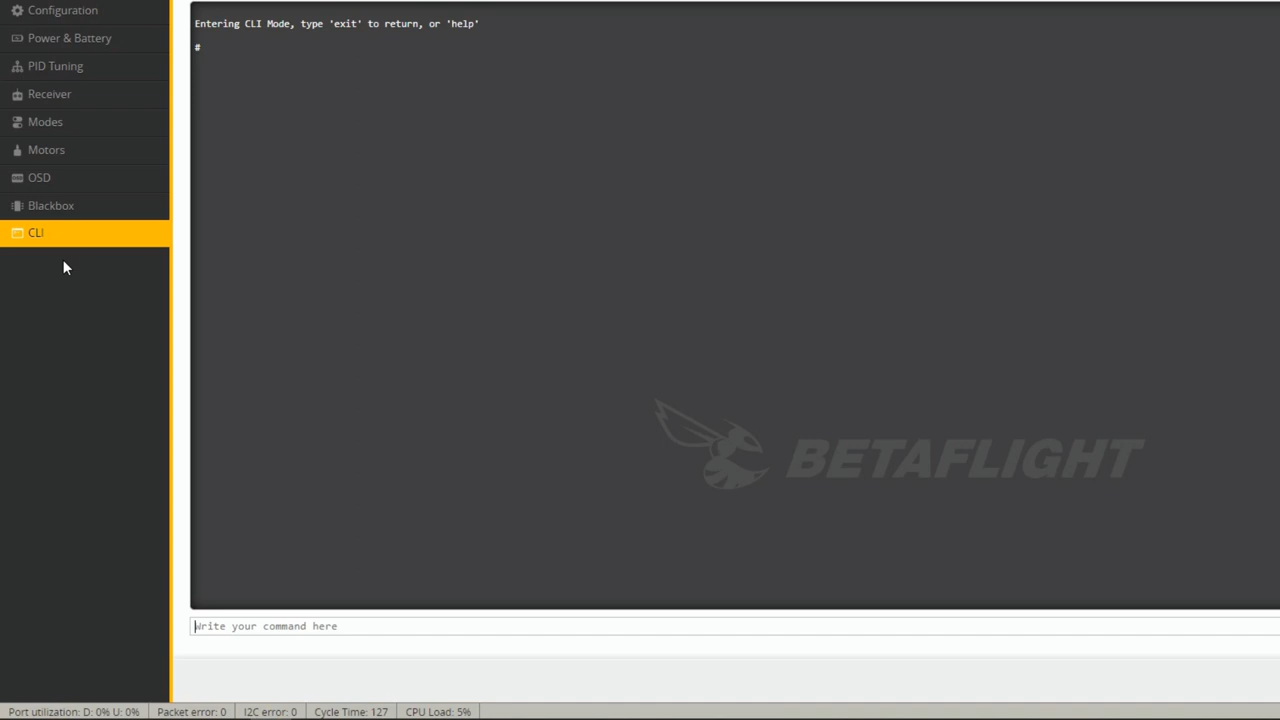 Configuration
Power & Battery
PID Tuning
Receiver
Modes
Motors
OSD
Blackbox
CLI
Entering CLI Mode, type 'exit' to return, or 'help'
#
BETAFLIGHT
Write your command here
Port utilization: D: 0% U: 0% Packet error: 0 I2C error: 0 Cycle Time: 127 CPU Load: 5%